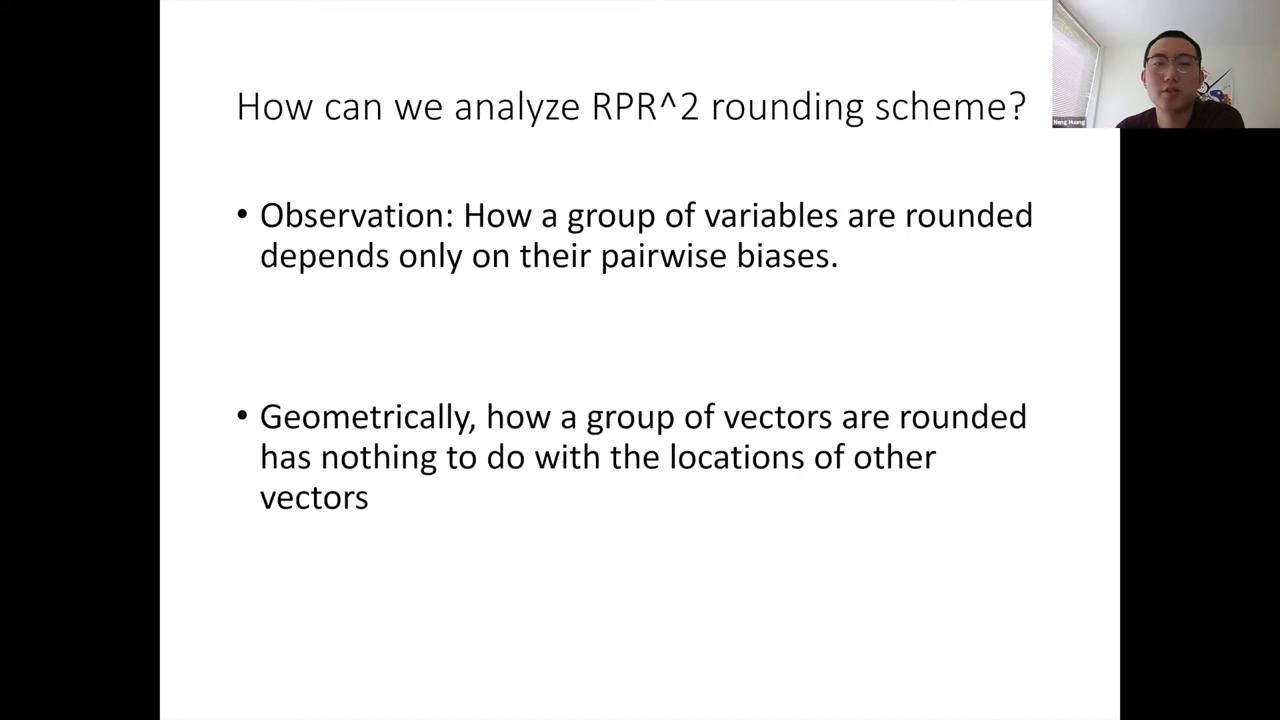 How can we analyze RPR^2 rounding scheme?
Neng Huang
• Observation: How a group of variables are rounded
depends only on their pairwise biases.
• Geometrically, how a group of vectors are rounded
has nothing to do with the locations of other
vectors